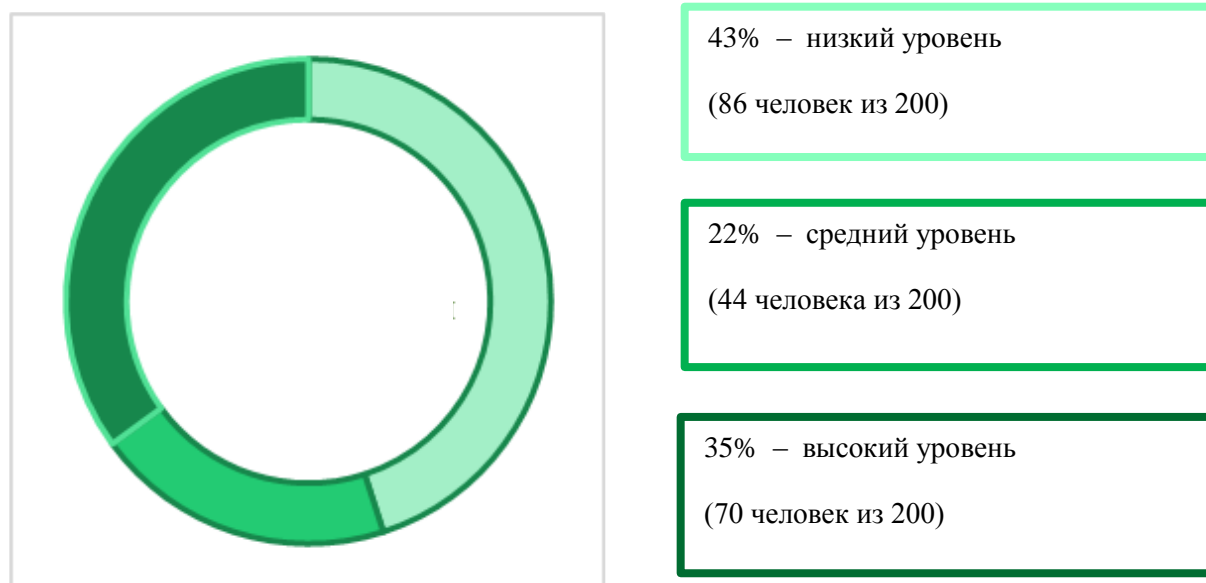 43% – низкий уровень
(86 человек из 200)
22% – средний уровень
(44 человека из 200)
35% – высокий уровень
(70 человек из 200)